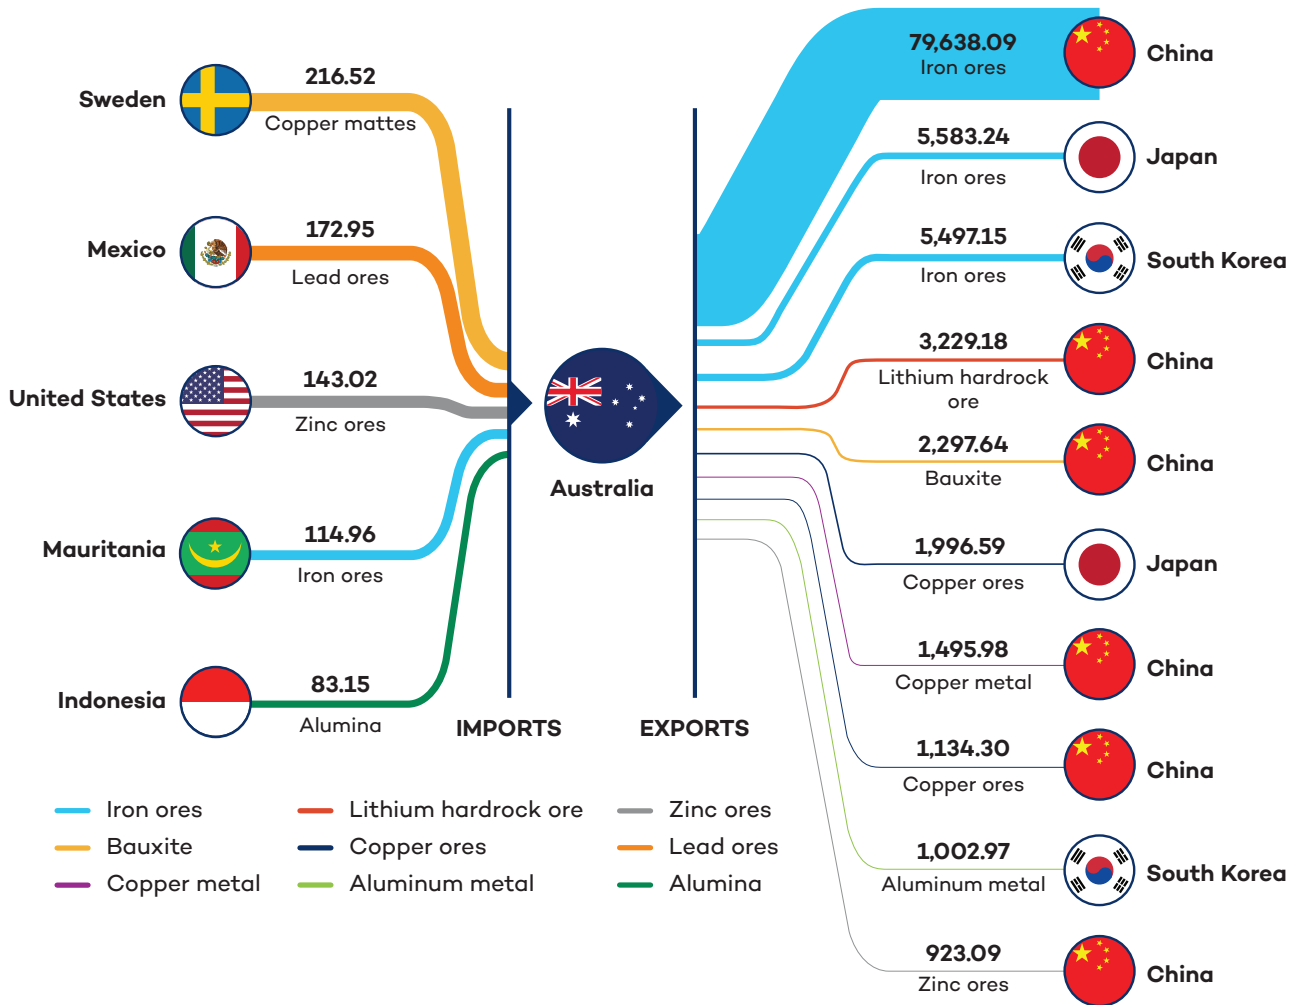 Sweden
216.52
Copper mattes
Mexico
172.95
Lead ores
United States
143.02
Zinc ores
Mauritania
114.96
Iron ores
Indonesia
83.15
Alumina
IMPORTS
Australia
EXPORTS
79,638.09
Iron ores
China
5,583.24
Iron ores
Japan
5,497.15
Iron ores
South Korea
3,229.18
Lithium hardrock
ore
China
2,297.64
Bauxite
China
1,996.59
Copper ores
Japan
1,495.98
Copper metal
China
1,134.30
Copper ores
China
1,002.97
Aluminum metal
South Korea
923.09
Zinc ores
China
Iron ores
Lithium hardrock ore
Zinc ores
Bauxite
Copper ores
Lead ores
Copper metal
Aluminum metal
Alumina